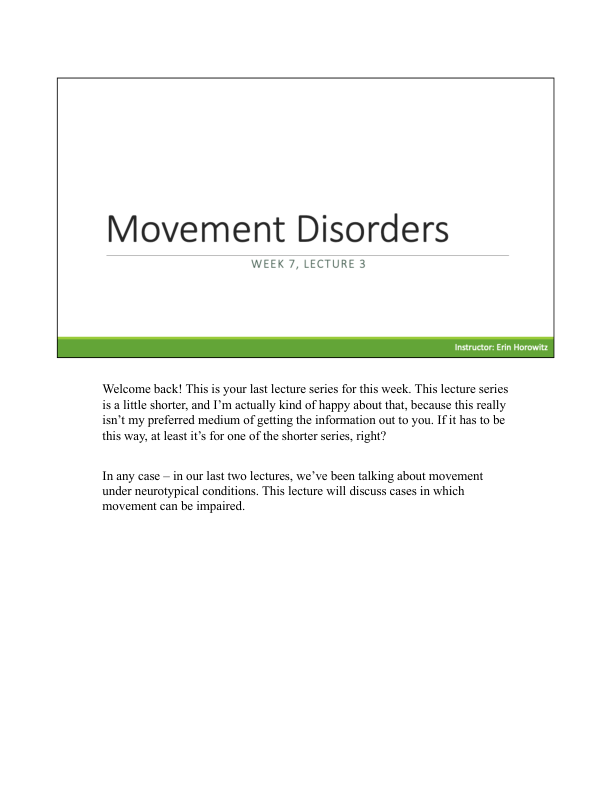 Movement Disorders
WEEK 7, LECTURE 3
Instructor: Erin Horowitz
Welcome back! This is your last lecture series for this week. This lecture series
is a little shorter, and I’m actually kind of happy about that, because this really
isn’t my preferred medium of getting the information out to you. If it has to be
this way, at least it’s for one of the shorter series, right?
In any case – in our last two lectures, we’ve been talking about movement
under neurotypical conditions. This lecture will discuss cases in which
movement can be impaired.